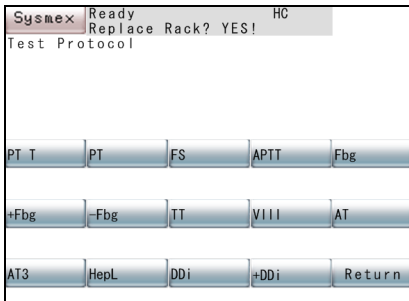 Sysmex Ready HC
Replace Rack? YES!
Test Protocol
PT T PT FS APTT Fbg
+Fbg -Fbg TT VIII AT
AT3 HepL DDi +DDi Return